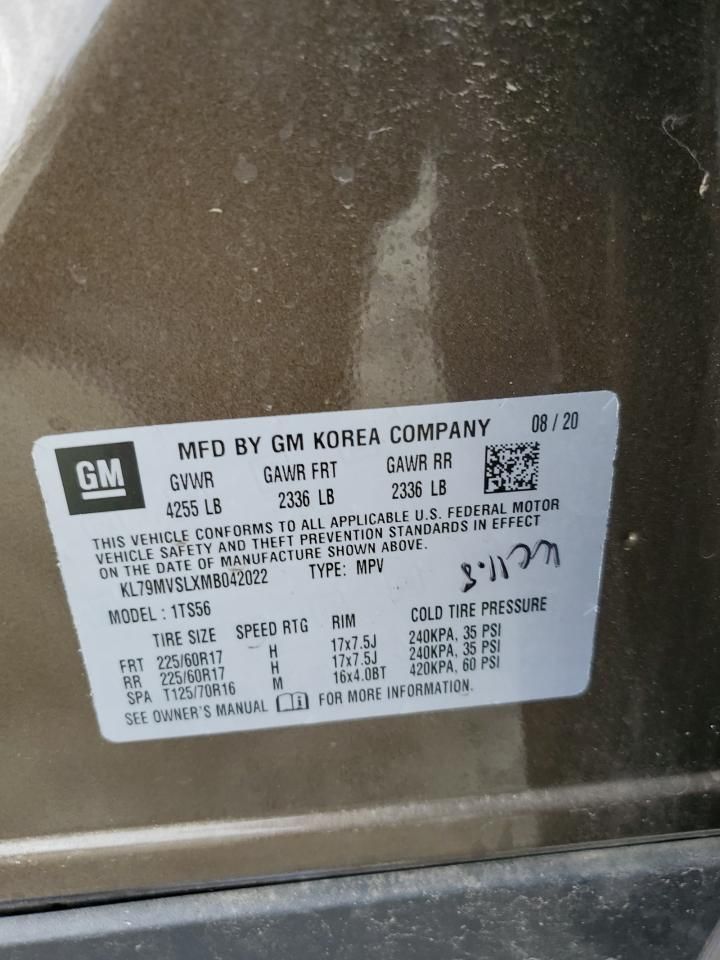 GM
MFD BY GM KOREA COMPANY 08 / 20
GVWR GAWR FRT GAWR RR
4255 LB 2336 LB 2336 LB
THIS VEHICLE CONFORMS TO ALL APPLICABLE U.S. FEDERAL MOTOR
VEHICLE SAFETY AND THEFT PREVENTION STANDARDS IN EFFECT
ON THE DATE OF MANUFACTURE SHOWN ABOVE.
KL79MVSLXMB042022 TYPE: MPV
MODEL : 1TS56
TIRE SIZE SPEED RTG RIM COLD TIRE PRESSURE
FRT 225/60R17 H 17x7.5J 240KPA, 35 PSI
RR 225/60R17 H 17x7.5J 240KPA, 35 PSI
SPA T125/70R16 M 16x4.0BT 420KPA, 60 PSI
SEE OWNER'S MANUAL i FOR MORE INFORMATION.